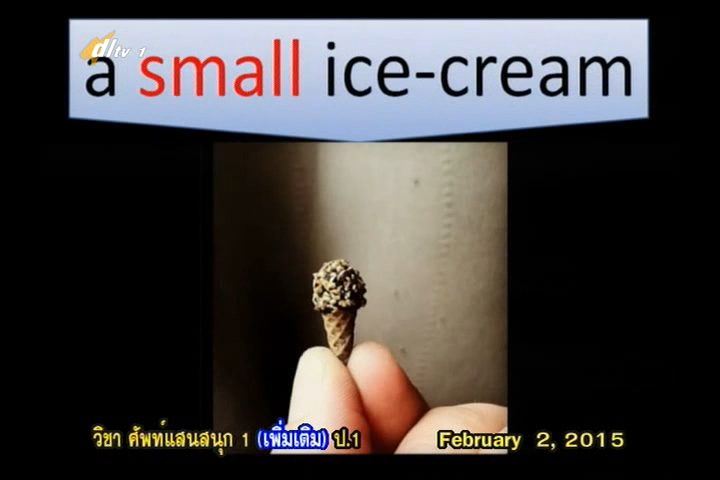 dltv 1
a small ice-cream
วิชา ศัพท์แสนสนุก 1 (เพิ่มเติม) ป.1
February 2, 2015